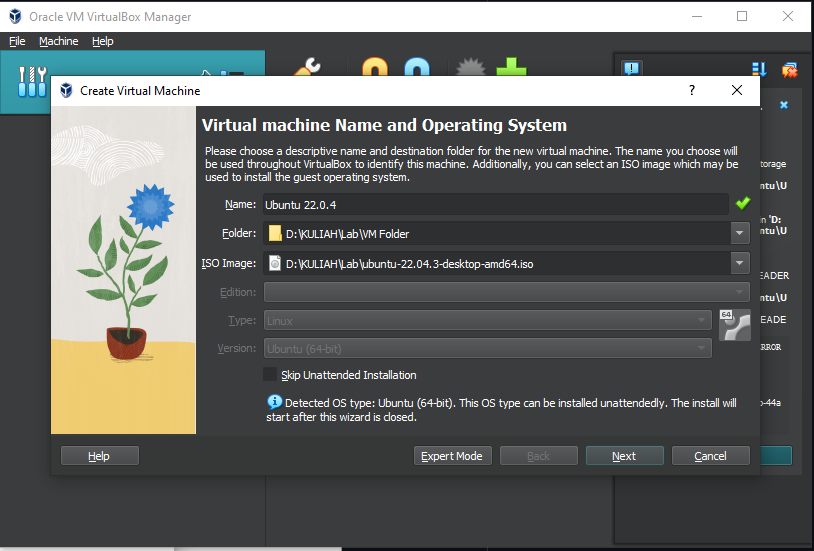 Oracle VM VirtualBox Manager
File Machine Help
Create Virtual Machine
?
Virtual machine Name and Operating System
Please choose a descriptive name and destination folder for the new virtual machine. The name you choose will
be used throughout VirtualBox to identify this machine. Additionally, you can select an ISO image which may be
used to install the guest operating system.
Name: Ubuntu 22.0.4
Folder: D:\KULIAH\Lab\VM Folder
ISO Image: D:\KULIAH\Lab\ubuntu-22.04.3-desktop-amd64.iso
Edition:
Type: Linux
64
Version: Ubuntu (64-bit)
Skip Unattended Installation
Detected OS type: Ubuntu (64-bit). This OS type can be installed unattendedly. The install will
start after this wizard is closed.
Help Expert Mode Back Next Cancel
torage
ntu\U
n 'D:
ntu\U
EADER
ntu\U
EADE
RROR
-44a